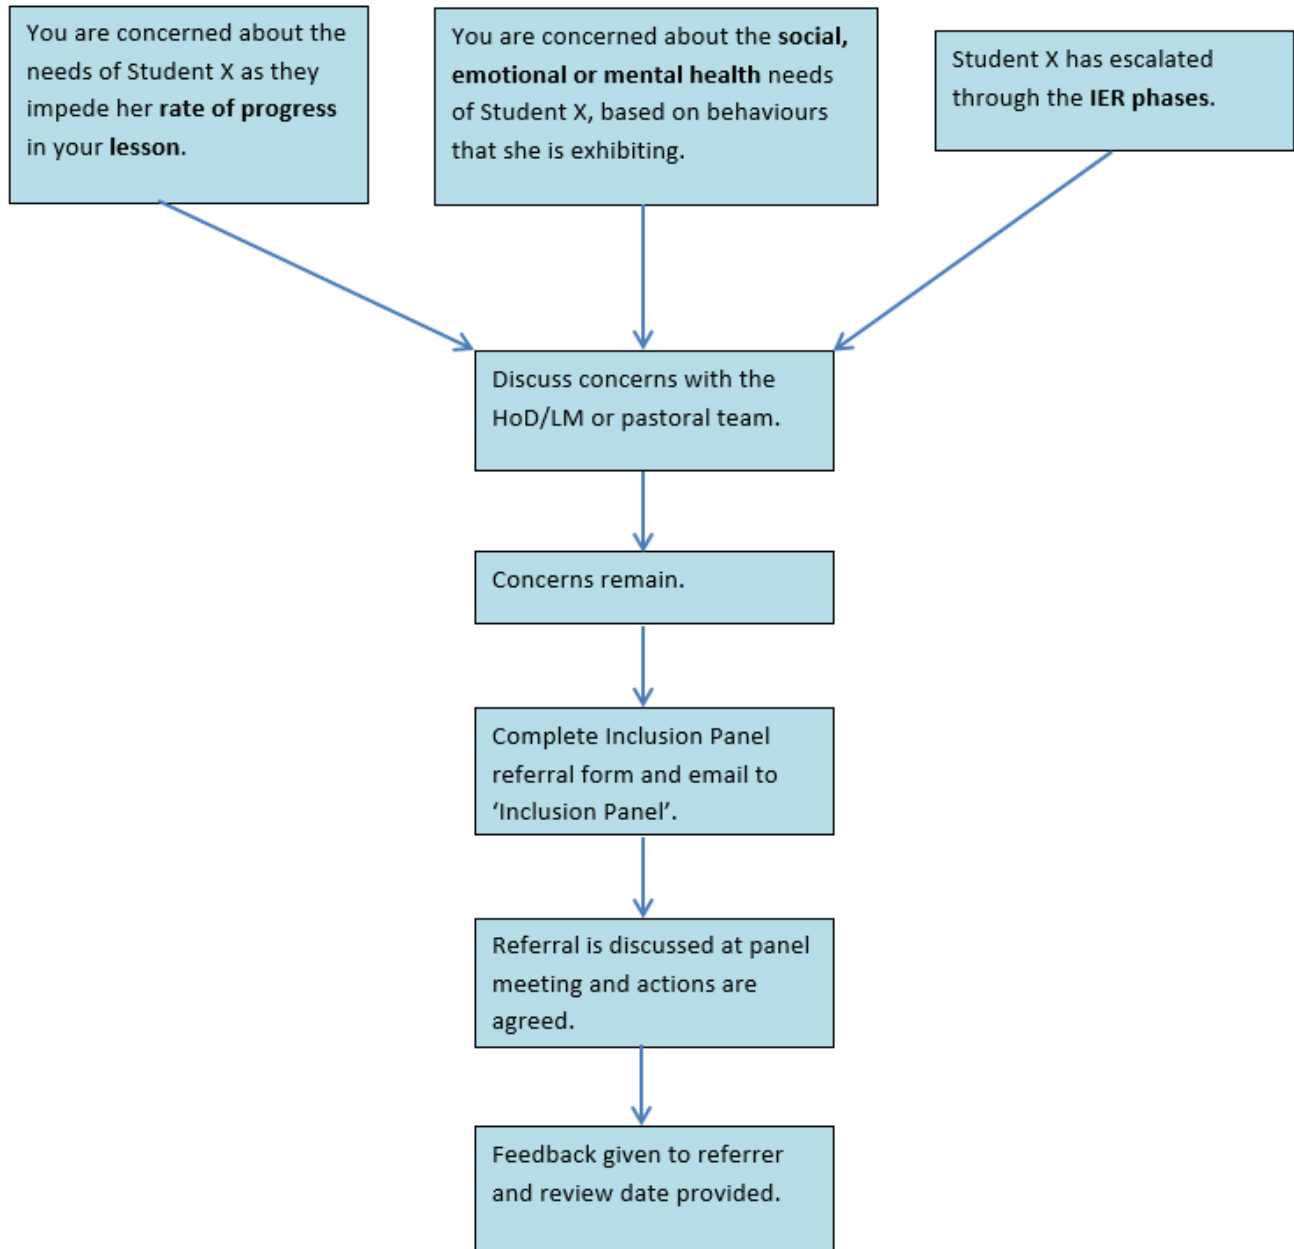 You are concerned about the
needs of Student X as they
impede her rate of progress
in your lesson.
You are concerned about the social,
emotional or mental health needs
of Student X, based on behaviours
that she is exhibiting.
Student X has escalated
through the IER phases.
Discuss concerns with the
HoD/LM or pastoral team.
Concerns remain.
Complete Inclusion Panel
referral form and email to
‘Inclusion Panel’.
Referral is discussed at panel
meeting and actions are
agreed.
Feedback given to referrer
and review date provided.